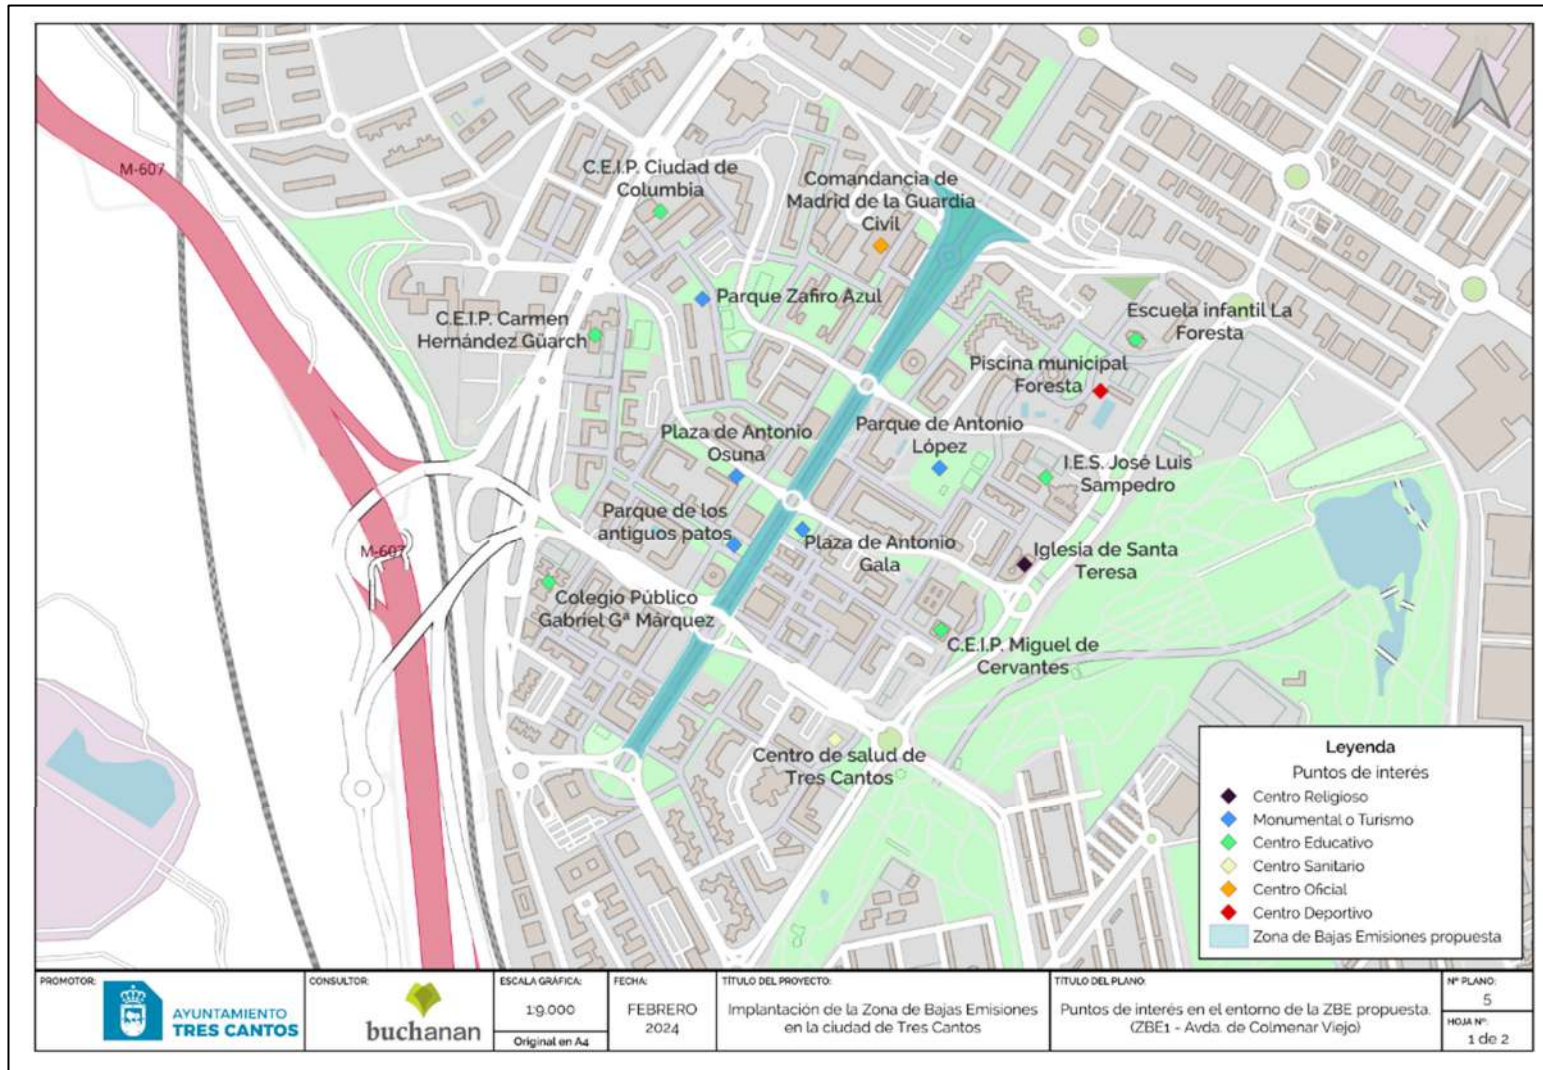 M-607
C.E.I.P. Ciudad de
Columbia
Comandancia de
Madrid de la Guardia
Civil
Parque Zafiro Azul
C.E.I.P. Carmen
Hernández Güarch
Escuela infantil La
Foresta
Piscina municipal
Foresta
Plaza de Antonio
Osuna
Parque de Antonio
López
I.E.S. José Luis
Sampedro
Parque de los
antiguos patos
Plaza de Antonio
Gala
M-607
Iglesia de Santa
Teresa
Colegio Público
Gabriel Gª Márquez
C.E.I.P. Miguel de
Cervantes
Centro de salud de
Tres Cantos
Leyenda
Puntos de interés
Centro Religioso
Monumental o Turismo
Centro Educativo
Centro Sanitario
Centro Oficial
Centro Deportivo
Zona de Bajas Emisiones propuesta
PROMOTOR:
AYUNTAMIENTO
TRES CANTOS
CONSULTOR:
buchanan
ESCALA GRÁFICA:
1:9.000
Original en A4
FECHA:
FEBRERO
2024
TÍTULO DEL PROYECTO:
Implantación de la Zona de Bajas Emisiones
en la ciudad de Tres Cantos
TÍTULO DEL PLANO:
Puntos de interés en el entorno de la ZBE propuesta.
(ZBE1 - Avda. de Colmenar Viejo)
Nº PLANO:
5
HOJA Nº:
1 de 2